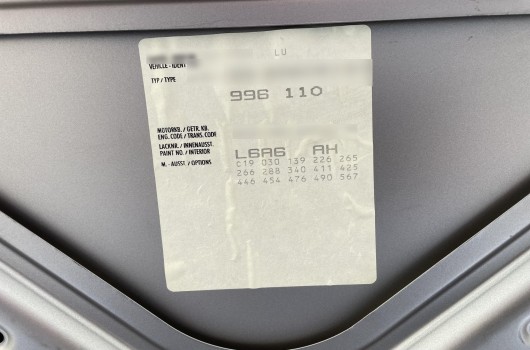 LU
VEHICLE-IDENT
TYP / TYPE
996 110
MOTORKB. / GETR. KB.
ENG. CODE / TRANS. CODE
LACKNR. / INNENAUSST.
PAINT NO. / INTERIOR
L6A6 AH
M.-AUSST. / OPTIONS
C19 030 139 226 265
266 288 340 411 425
446 454 476 490 567